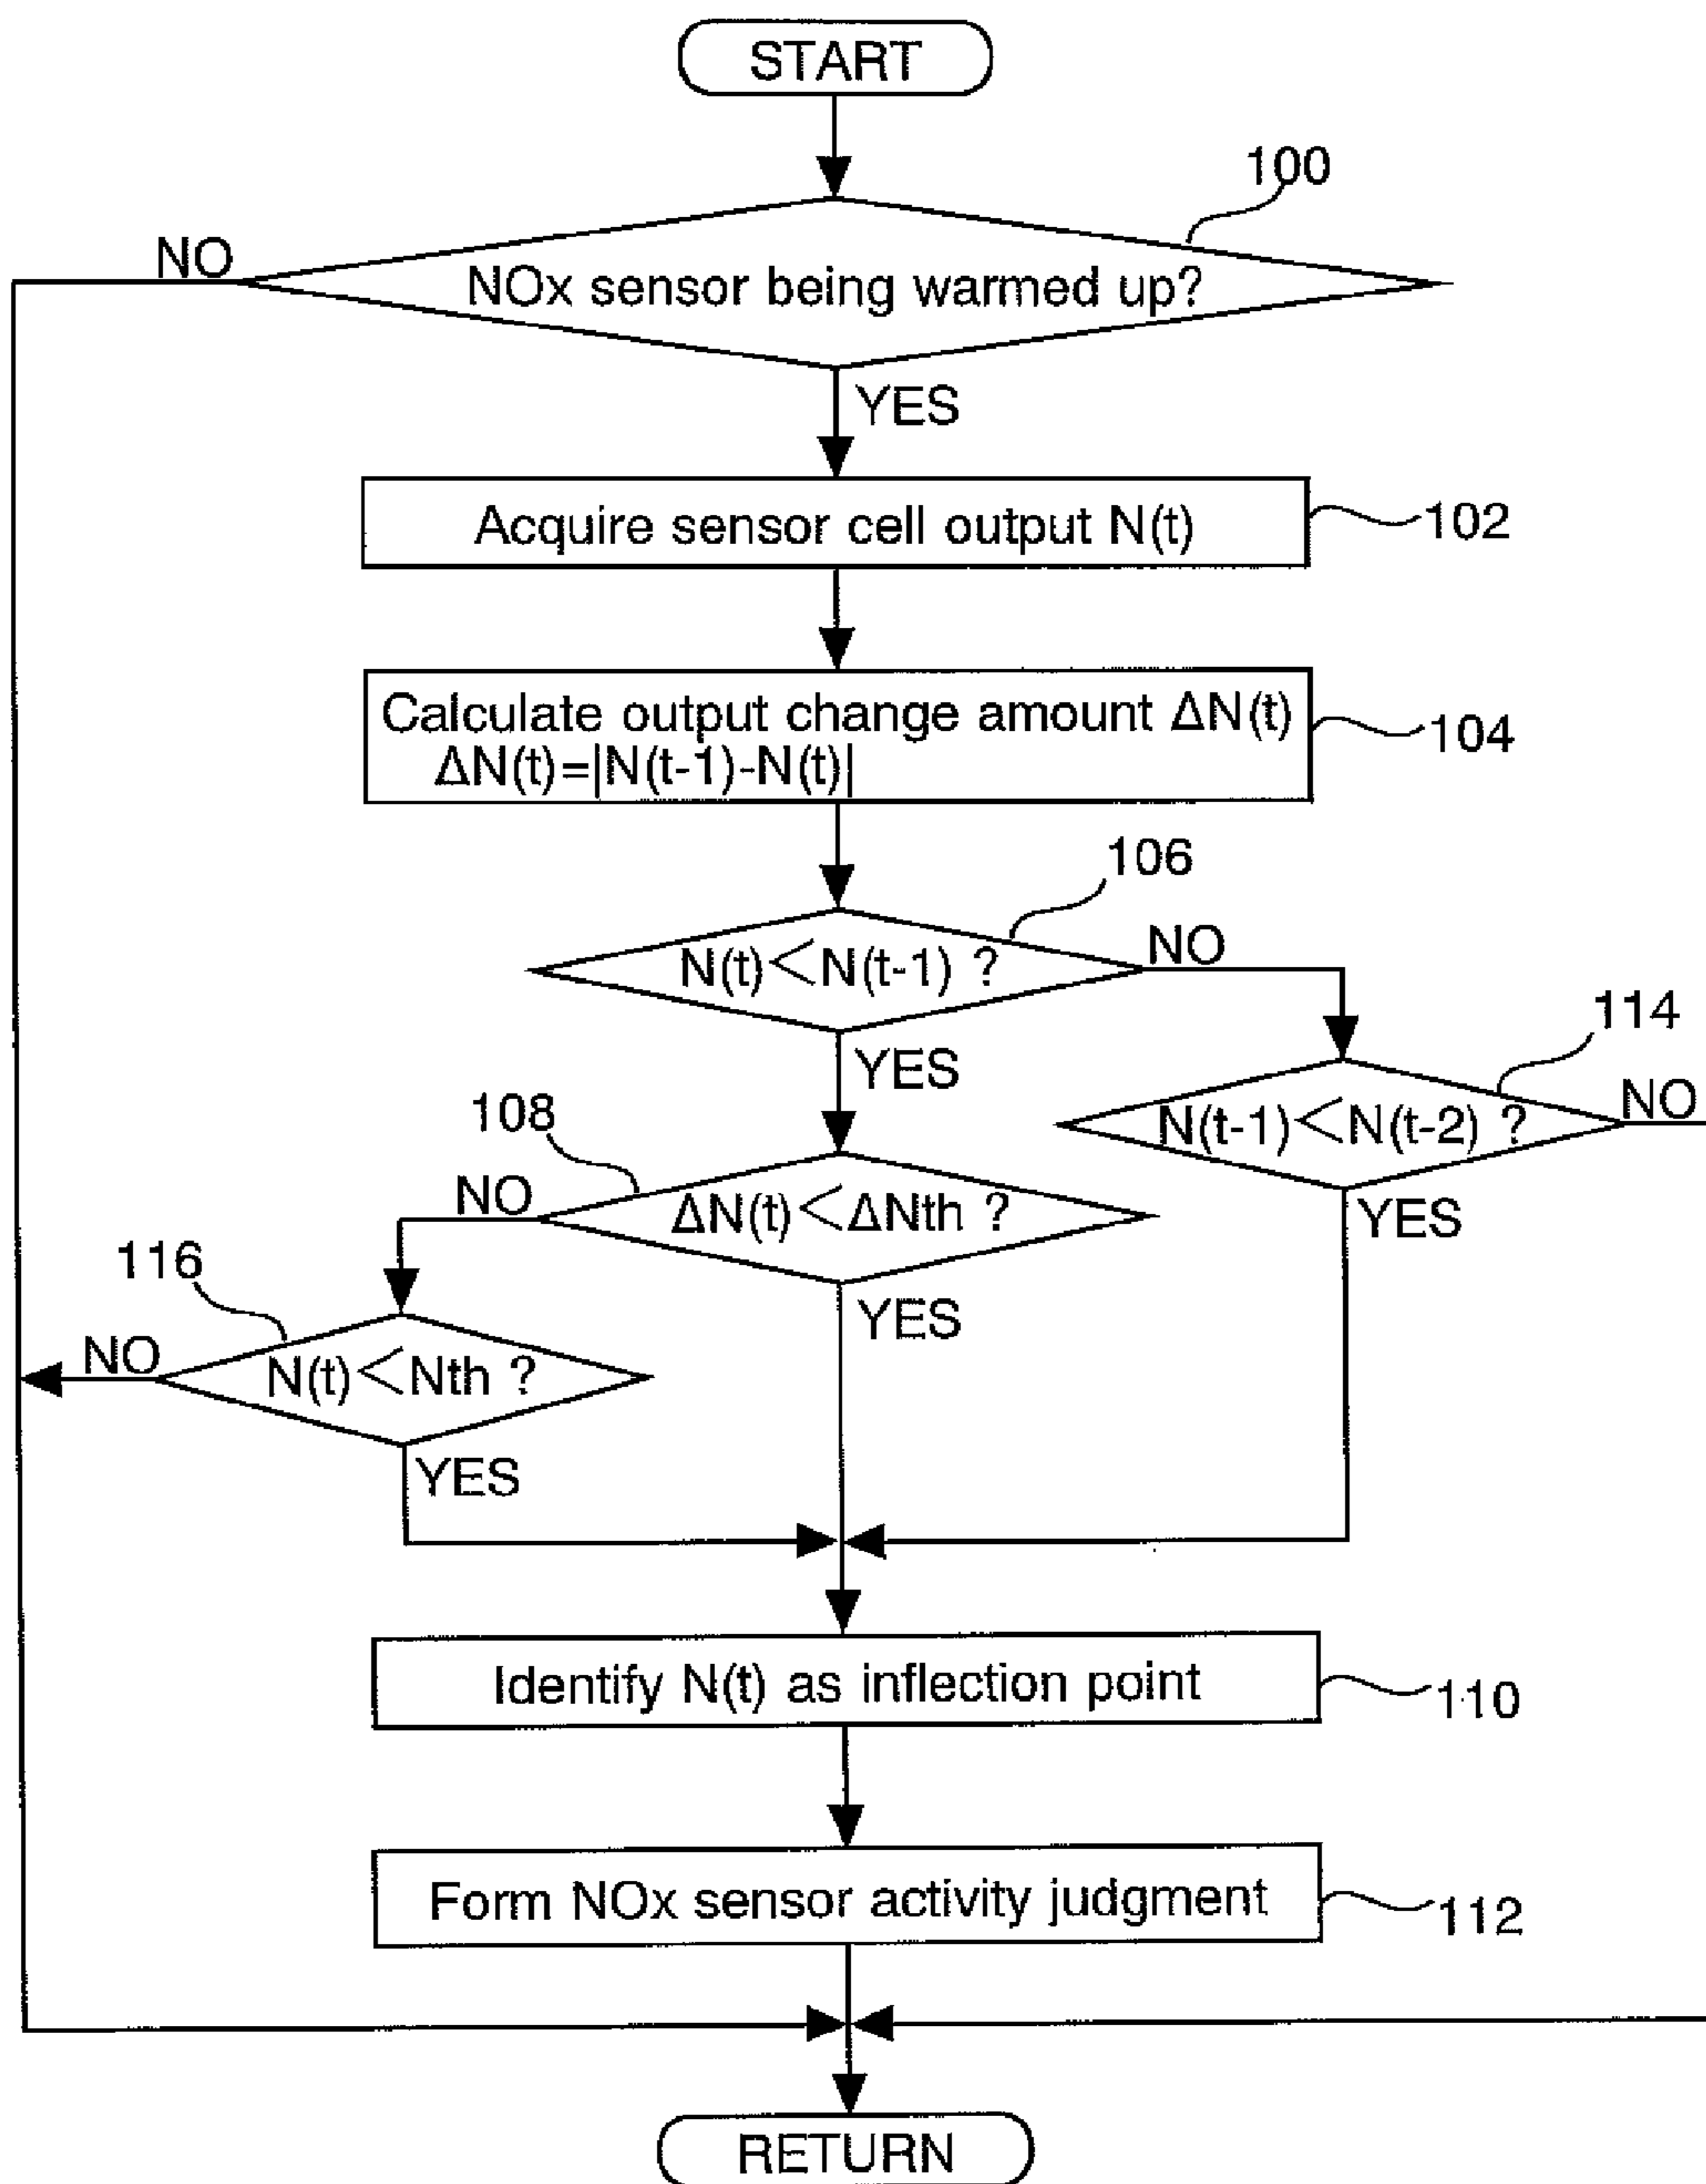 START
100
NO
NOx sensor being warmed up?
YES
Acquire sensor cell output N(t)
102
Calculate output change amount ΔN(t)
ΔN(t)=|N(t-1)-N(t)|
104
106
N(t)<N(t-1) ?
NO
114
YES
108
N(t-1)<N(t-2) ?
NO
NO
ΔN(t)<ΔNth ?
YES
116
YES
NO
N(t)<Nth ?
YES
Identify N(t) as inflection point
110
Form NOx sensor activity judgment
112
RETURN